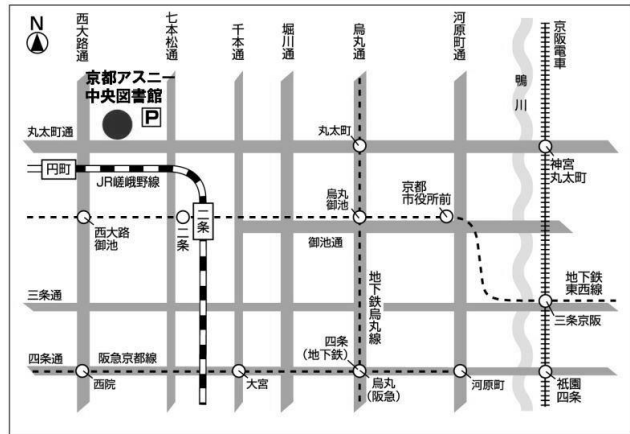 N
西大路通
七本松通
千本通
堀川通
烏丸通
河原町通
鴨川
京阪電車
京都アスニー
中央図書館
P
丸太町通
丸太町
神宮
丸太町
円町
JR嵯峨野線
二条
烏丸
御池
京都
市役所前
西大路
御池
二条
御池通
地下鉄
東西線
三条通
地下鉄烏丸線
三条京阪
四条通
阪急京都線
四条
(地下鉄)
西院
大宮
烏丸
(阪急)
河原町
祇園
四条